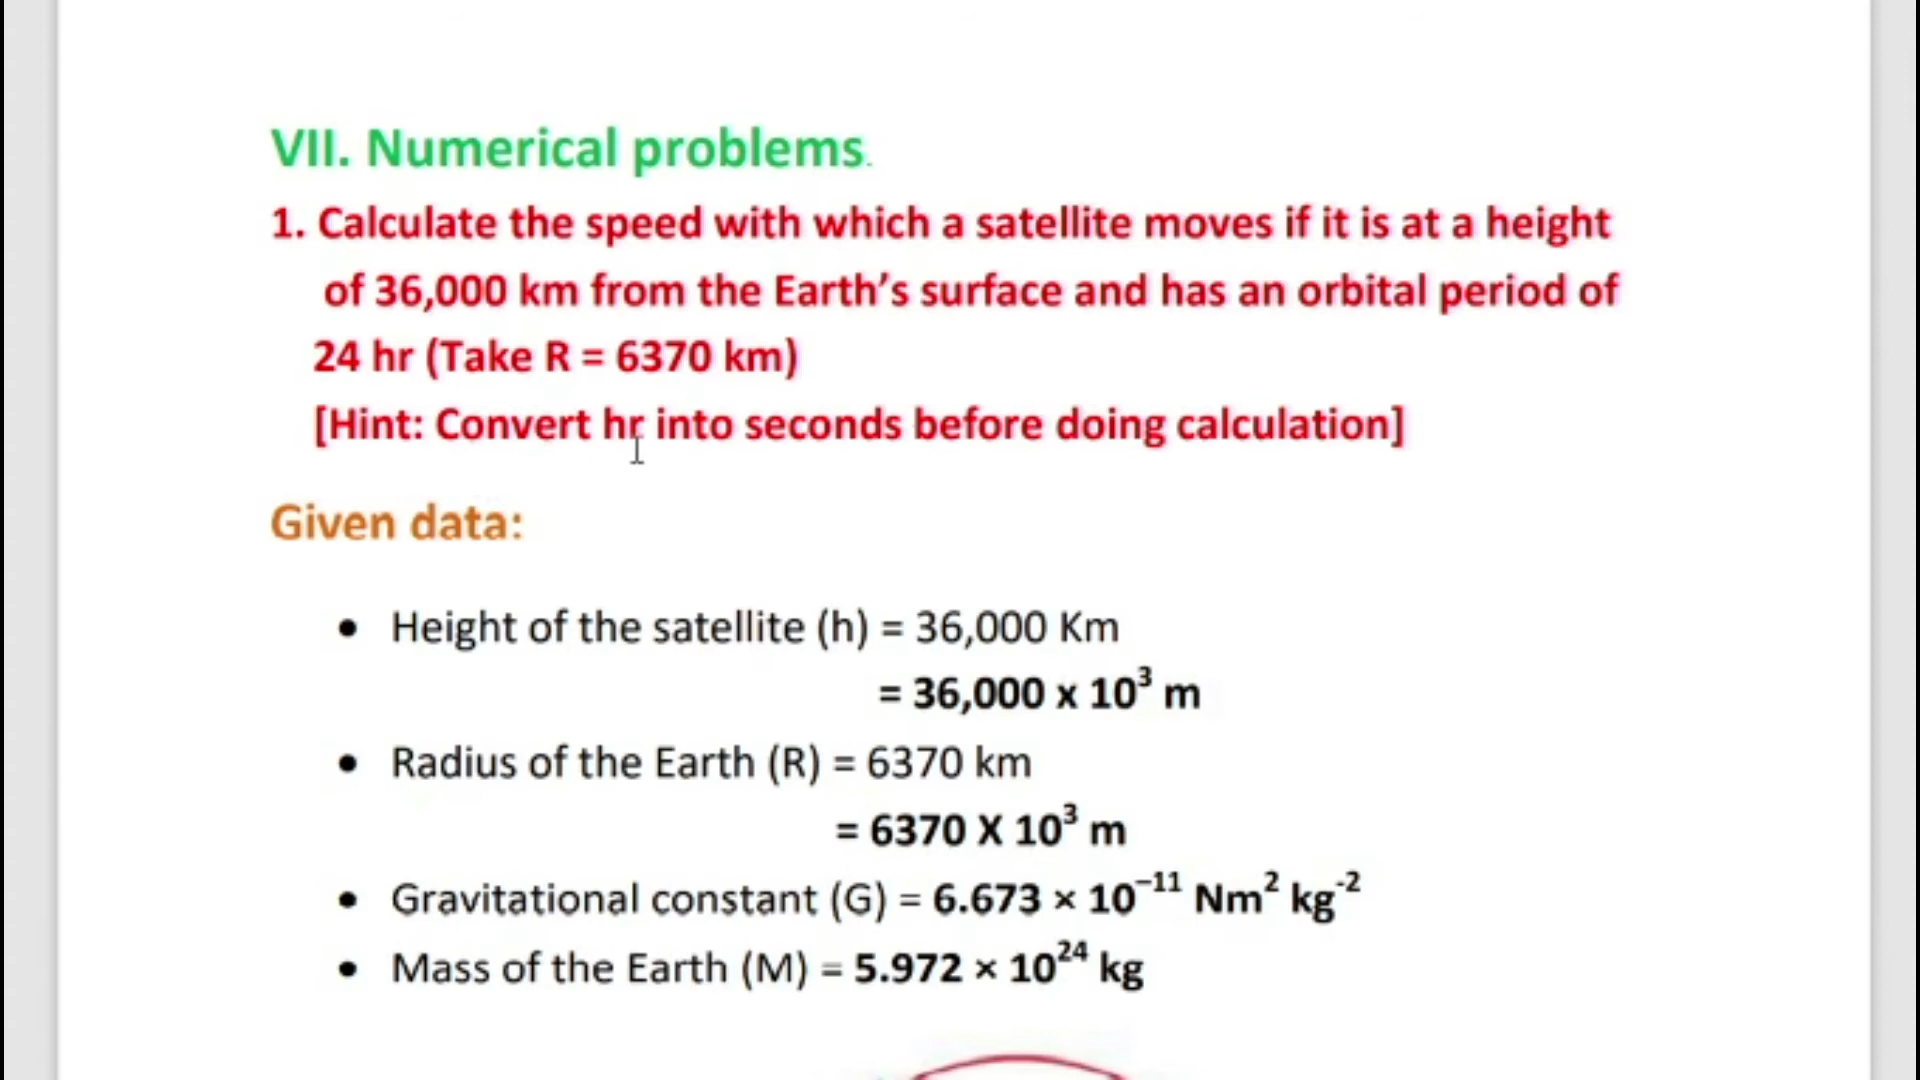 VII. Numerical problems.
1. Calculate the speed with which a satellite moves if it is at a height
of 36,000 km from the Earth’s surface and has an orbital period of
24 hr (Take R = 6370 km)
[Hint: Convert hr into seconds before doing calculation]
Given data:
• Height of the satellite (h) = 36,000 Km
= 36,000 x 10³ m
• Radius of the Earth (R) = 6370 km
= 6370 X 10³ m
• Gravitational constant (G) = 6.673 × 10⁻¹¹ Nm² kg⁻²
• Mass of the Earth (M) = 5.972 × 10²⁴ kg